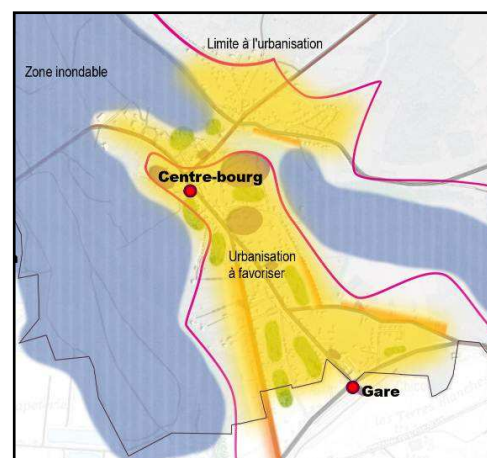 Limite à l'urbanisation
Zone inondable
Centre-bourg
Urbanisation
à favoriser
Gare